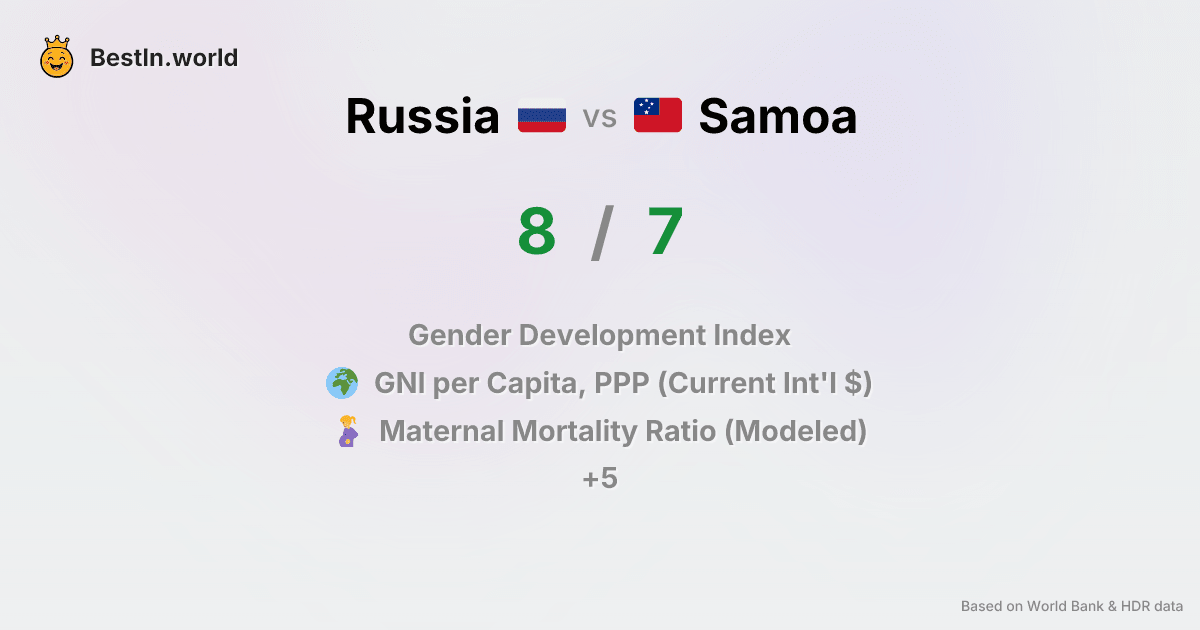 BestIn.world
Russia vs Samoa
8 / 7
Gender Development Index
GNI per Capita, PPP (Current Int'l $)
Maternal Mortality Ratio (Modeled)
+5
Based on World Bank & HDR data